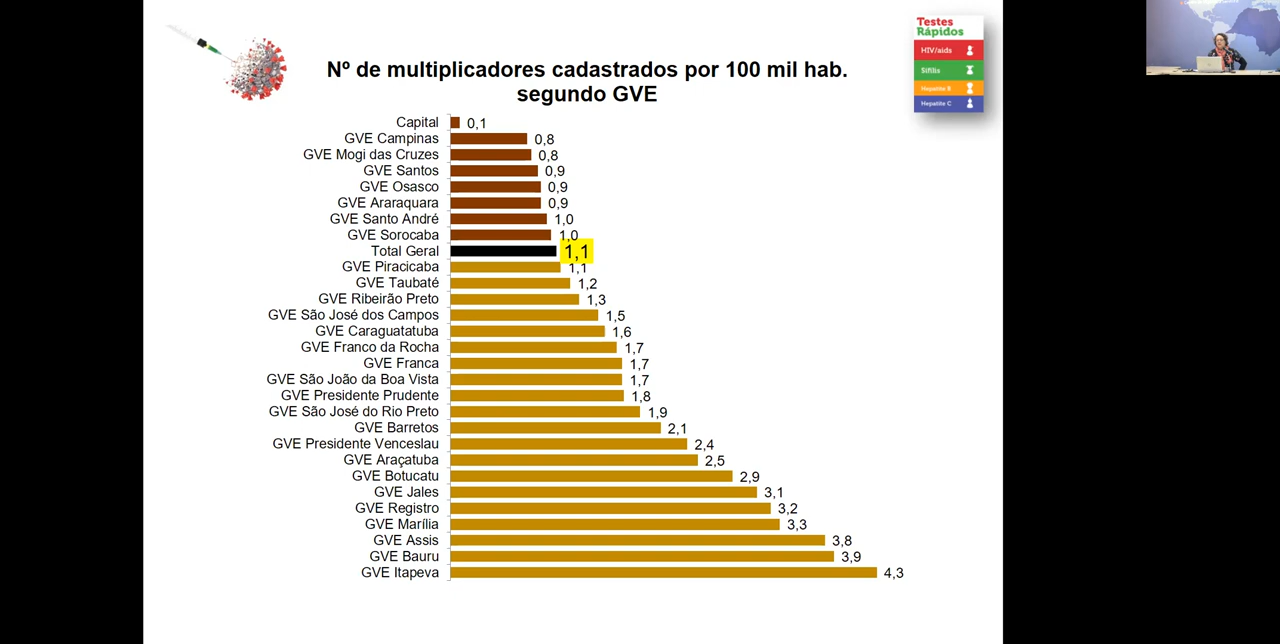 Nº de multiplicadores cadastrados por 100 mil hab.
segundo GVE
Testes
Rápidos
HIV/aids
Sífilis
Hepatite B
Hepatite C
Capital 0,1
GVE Campinas 0,8
GVE Mogi das Cruzes 0,8
GVE Santos 0,9
GVE Osasco 0,9
GVE Araraquara 0,9
GVE Santo André 1,0
GVE Sorocaba 1,0
Total Geral 1,1
GVE Piracicaba 1,1
GVE Taubaté 1,2
GVE Ribeirão Preto 1,3
GVE São José dos Campos 1,5
GVE Caraguatatuba 1,6
GVE Franco da Rocha 1,7
GVE Franca 1,7
GVE São João da Boa Vista 1,7
GVE Presidente Prudente 1,8
GVE São José do Rio Preto 1,9
GVE Barretos 2,1
GVE Presidente Venceslau 2,4
GVE Araçatuba 2,5
GVE Botucatu 2,9
GVE Jales 3,1
GVE Registro 3,2
GVE Marília 3,3
GVE Assis 3,8
GVE Bauru 3,9
GVE Itapeva 4,3